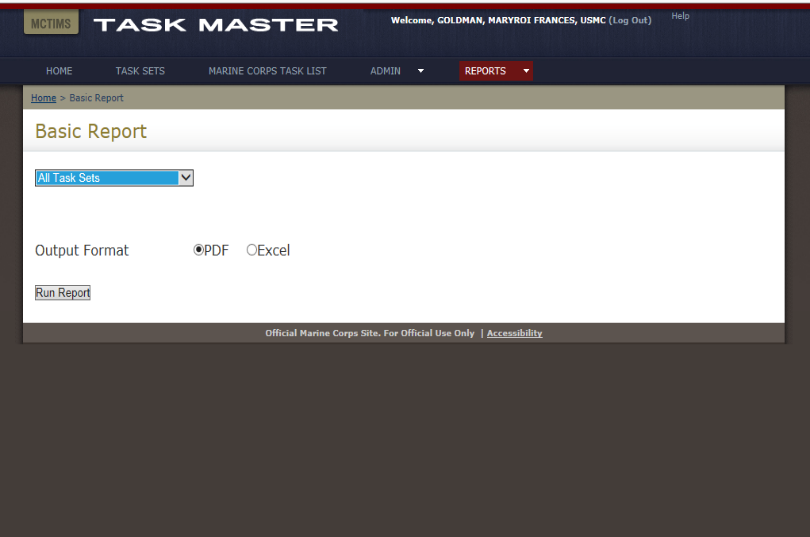 MCTIMS TASK MASTER Welcome, GOLDMAN, MARYROI FRANCES, USMC (Log Out) Help
HOME TASK SETS MARINE CORPS TASK LIST ADMIN REPORTS
Home > Basic Report
Basic Report
All Task Sets
Output Format PDF Excel
Run Report
Official Marine Corps Site. For Official Use Only | Accessibility